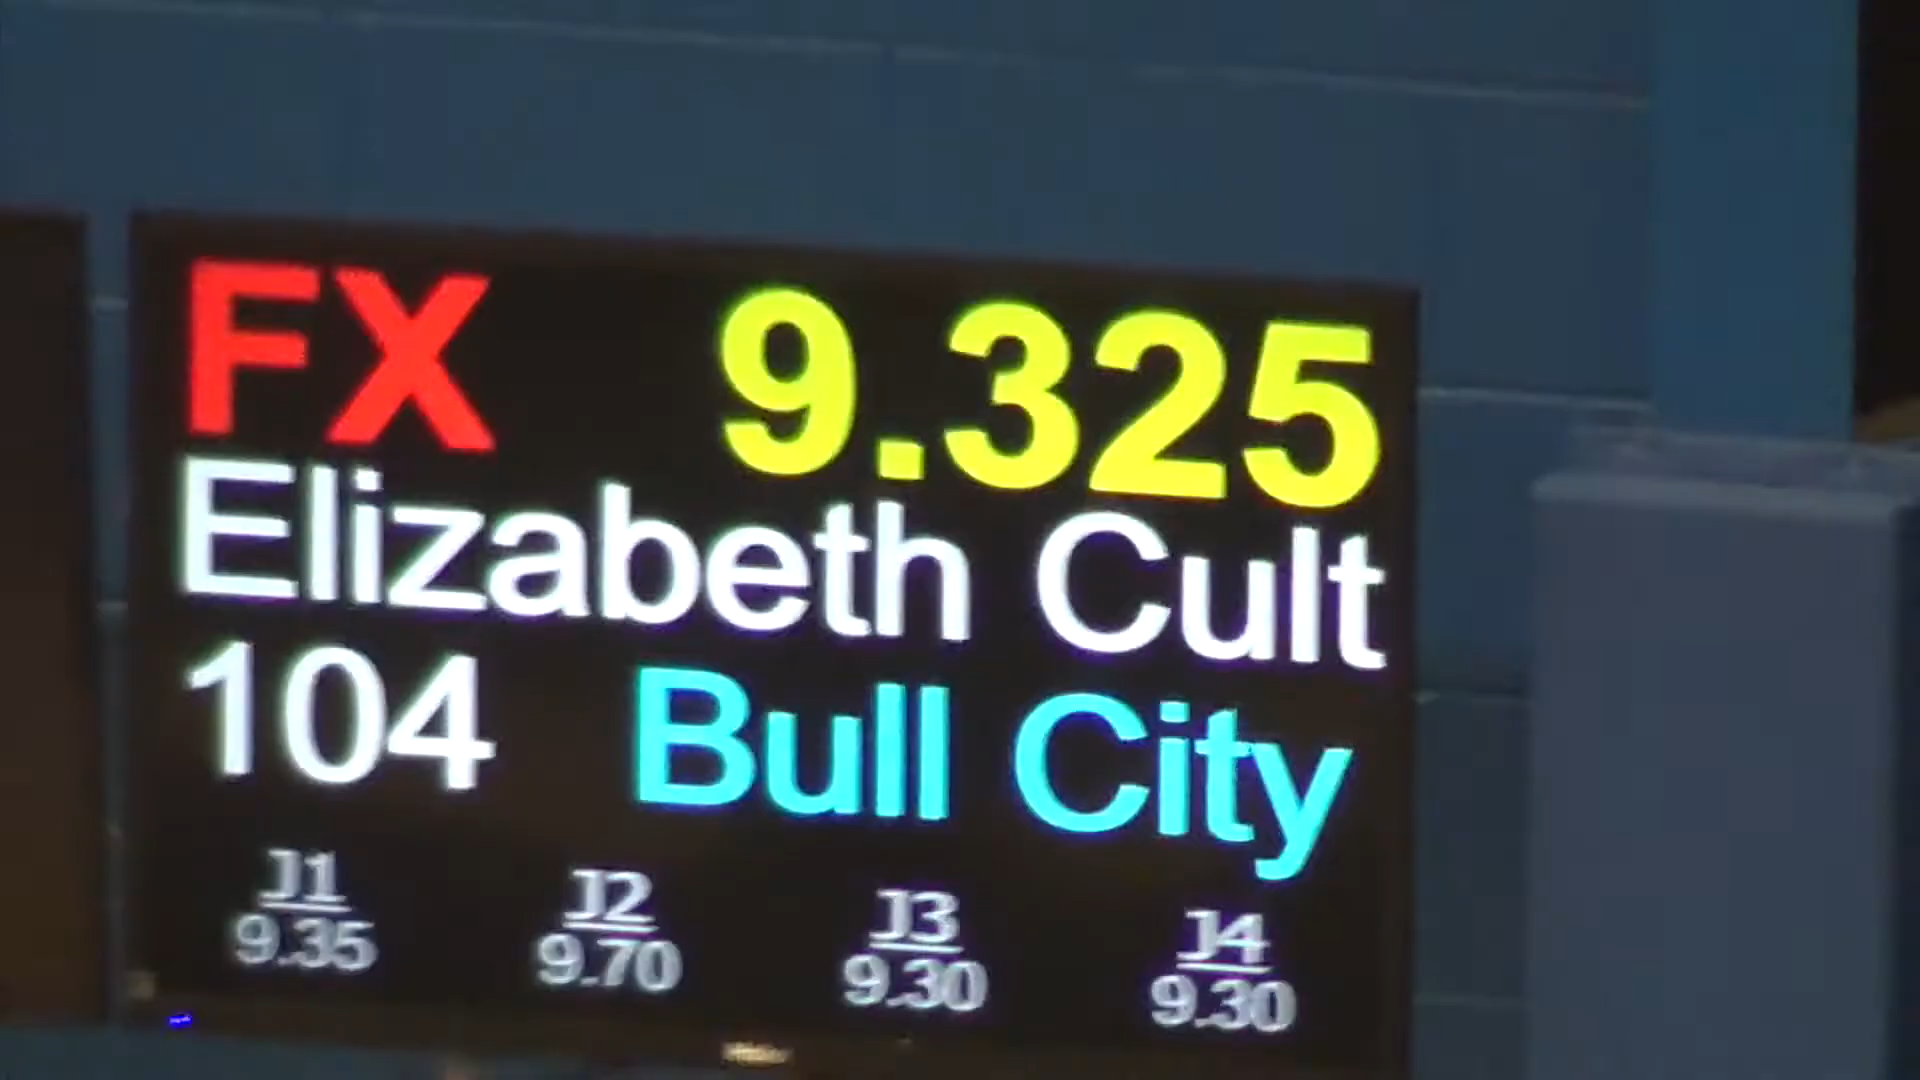 FX 9.325
Elizabeth Cult
104 Bull City
J1 J2 J3 J4
9.35 9.70 9.30 9.30